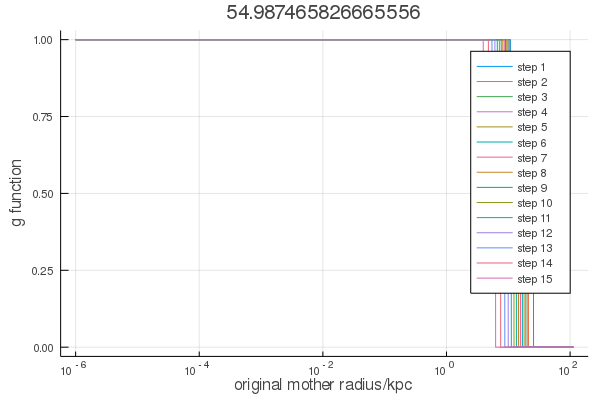 54.987465826665556
1.00
0.75
0.50
0.25
0.00
g function
step 1
step 2
step 3
step 4
step 5
step 6
step 7
step 8
step 9
step 10
step 11
step 12
step 13
step 14
step 15
10^-6
10^-4
10^-2
10^0
10^2
original mother radius/kpc